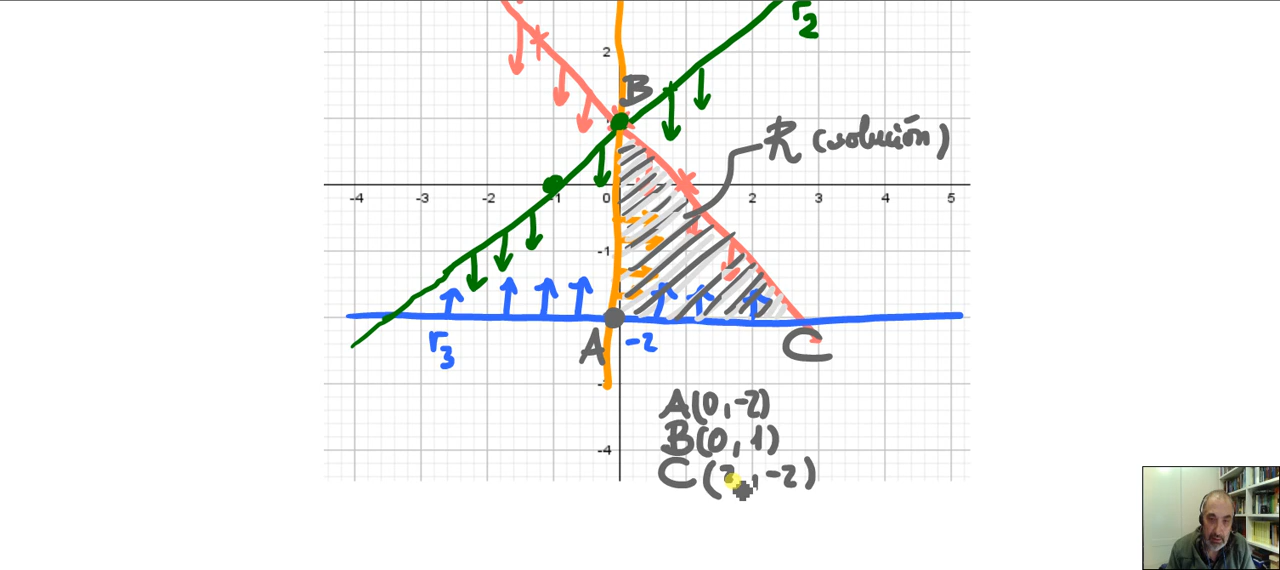 r2
2
B
R (solución)
-4 -3 -2 -1 0 2 3 4 5
-1
r3
A -2 C
A(0,-2)
B(0,1)
-4
C( ,-2)